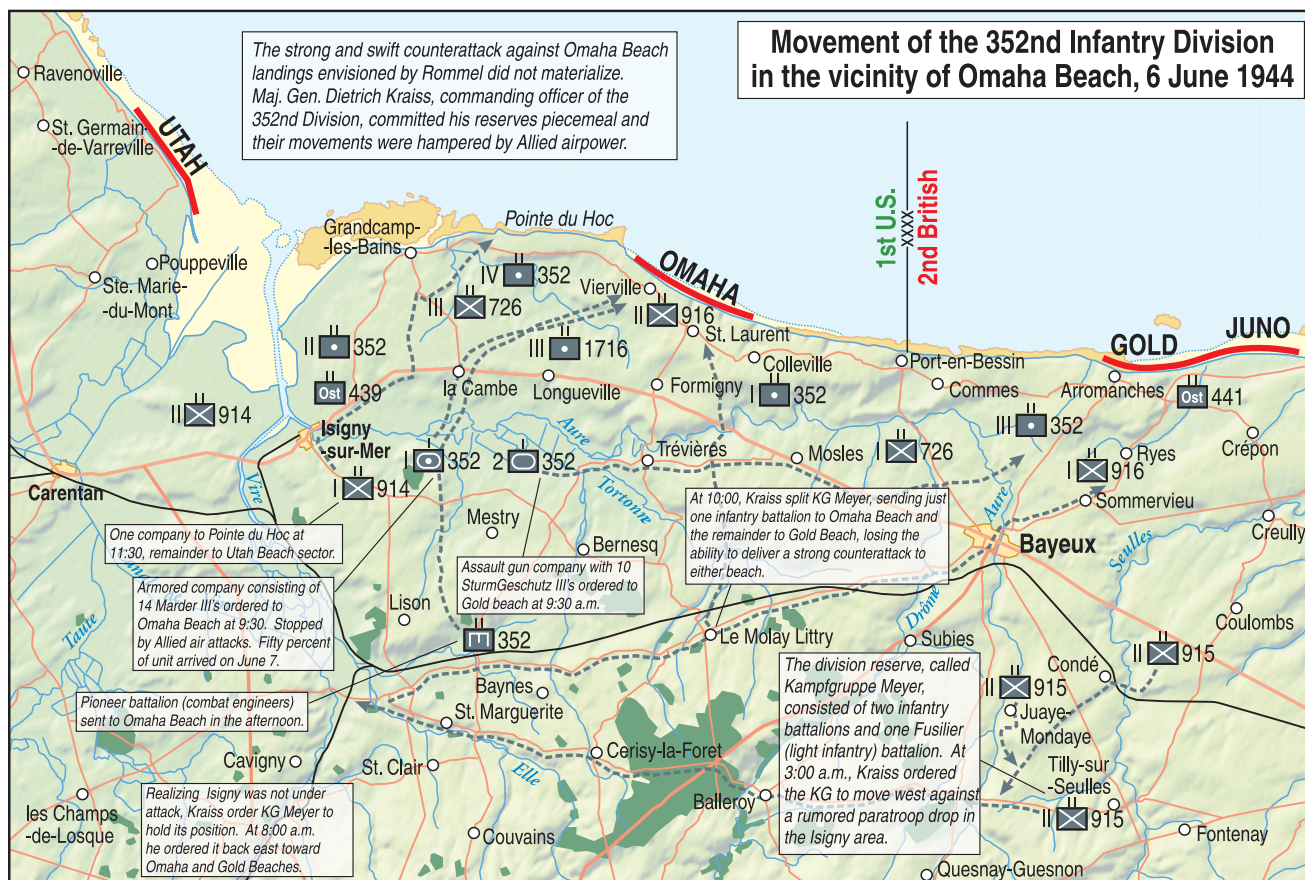 Movement of the 352nd Infantry Division
in the vicinity of Omaha Beach, 6 June 1944
The strong and swift counterattack against Omaha Beach
landings envisioned by Rommel did not materialize.
Maj. Gen. Dietrich Kraiss, commanding officer of the
352nd Division, committed his reserves piecemeal and
their movements were hampered by Allied airpower.
Ravenoville
St. Germain-
-de-Varreville
UTAH
Pouppeville
Ste. Marie-
-du-Mont
Grandcamp-
-les-Bains
Pointe du Hoc
1st U.S.
XXXX
2nd British
IV 352
III 726
Vierville
OMAHA
II 916
St. Laurent
II 352
III 1716
Colleville
Port-en-Bessin
GOLD
JUNO
Ost 439
la Cambe
Longueville
Formigny
I 352
Commes
Arromanches
Ost 441
II 914
Isigny
-sur-Mer
Aure
III 352
Crépon
I 352
2 352
Trévières
Mosles
I 726
Ryes
I 916
Carentan
Vire
I 914
Tortonne
Sommervieu
Aure
Creully
Mestry
Bernesq
Bayeux
Seulles
One company to Pointe du Hoc at
11:30, remainder to Utah Beach sector.
At 10:00, Kraiss split KG Meyer, sending just
one infantry battalion to Omaha Beach and
the remainder to Gold Beach, losing the
ability to deliver a strong counterattack to
either beach.
Armored company consisting of
14 Marder III's ordered to
Omaha Beach at 9:30. Stopped
by Allied air attacks. Fifty percent
of unit arrived on June 7.
Assault gun company with 10
SturmGeschutz III's ordered to
Gold beach at 9:30 a.m.
Taute
Lison
E 352
Le Molay Littry
Drôme
Subies
Coulombs
II 915
Condé
Pioneer battalion (combat engineers)
sent to Omaha Beach in the afternoon.
Baynes
St. Marguerite
The division reserve, called
Kampfgruppe Meyer,
consisted of two infantry
battalions and one Fusilier
(light infantry) battalion. At
3:00 a.m., Kraiss ordered
the KG to move west against
a rumored paratroop drop in
the Isigny area.
II 915
Juaye-
Mondaye
Cavigny
St. Clair
Elle
Cerisy-la-Foret
Balleroy
Tilly-sur
-Seulles
II 915
les Champs
-de-Losque
Realizing Isigny was not under
attack, Kraiss order KG Meyer to
hold its position. At 8:00 a.m.
he ordered it back east toward
Omaha and Gold Beaches.
Couvains
Fontenay
Quesnay-Guesnon